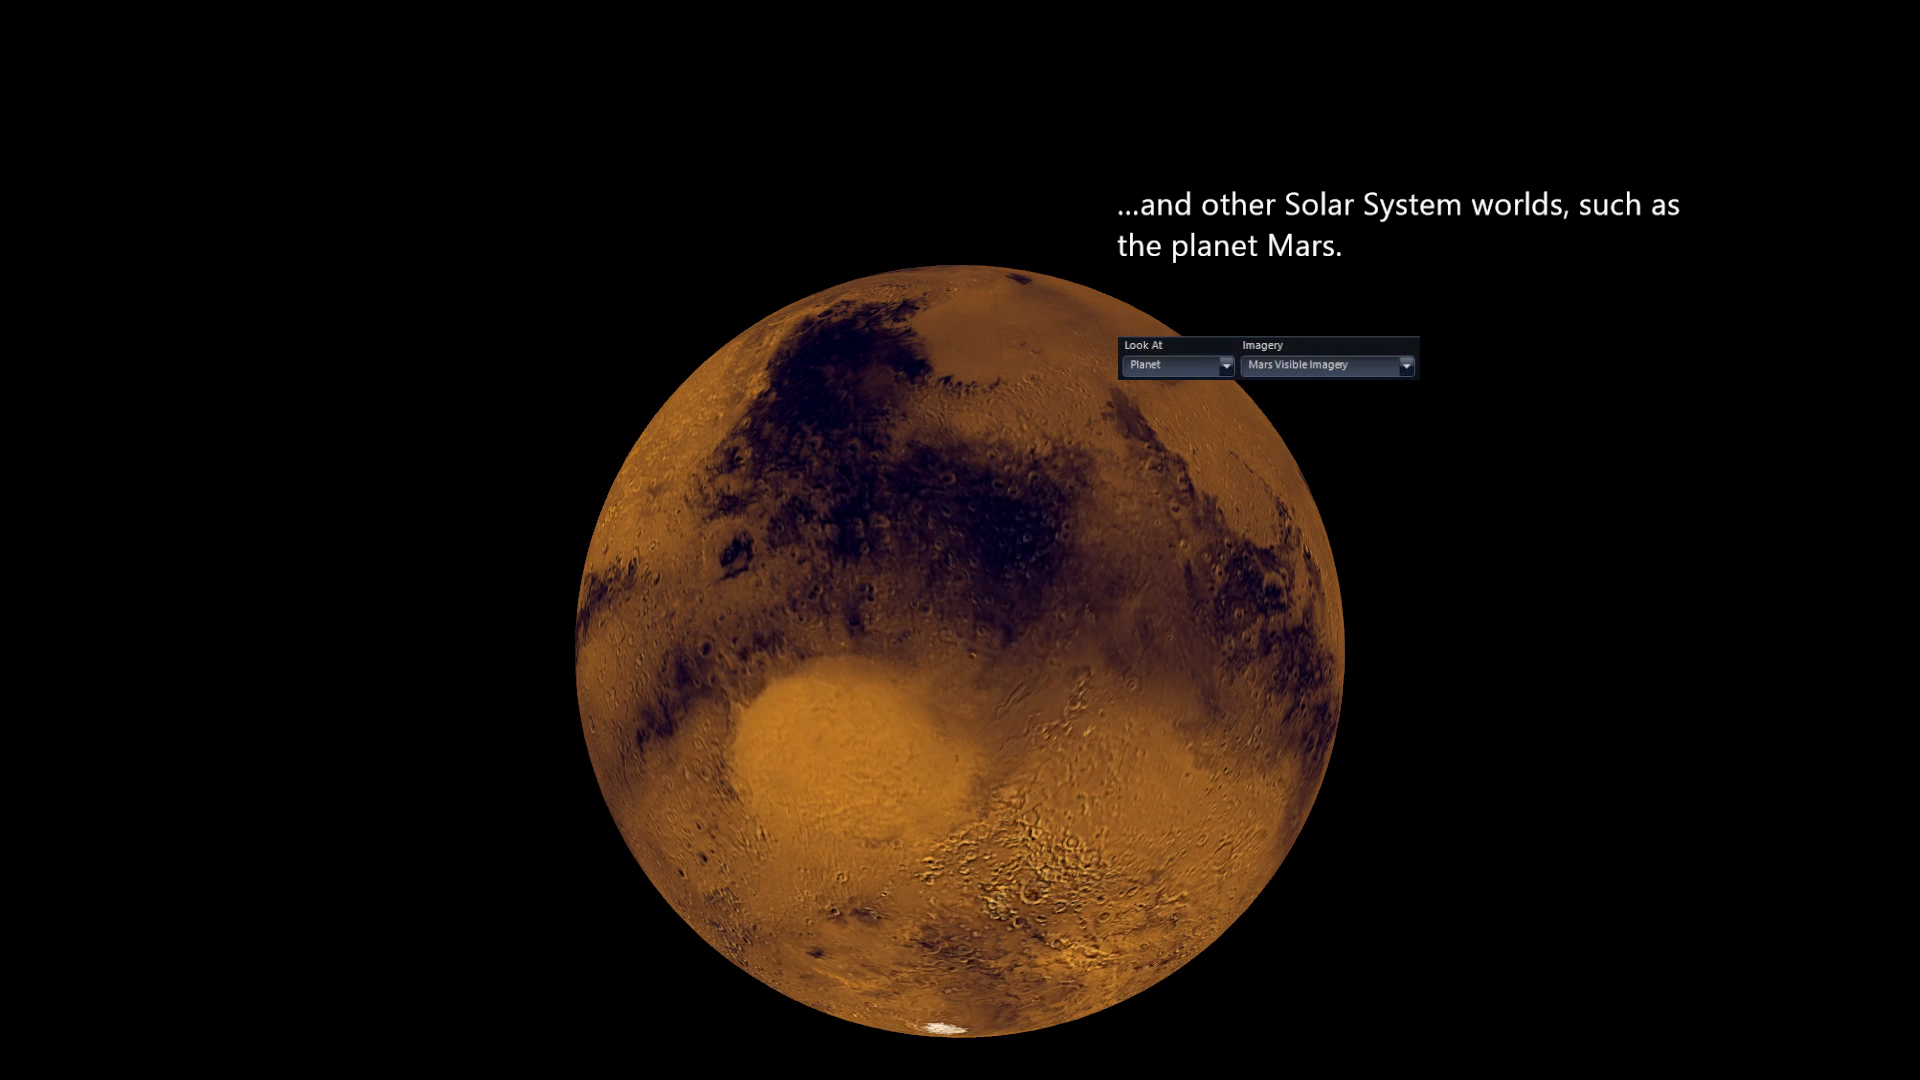 ...and other Solar System worlds, such as
the planet Mars.
Look At Imagery
Planet Mars Visible Imagery